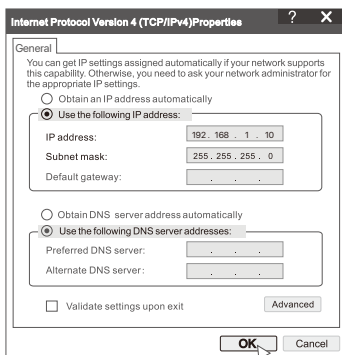 Internet Protocol Version 4 (TCP/IPv4)Properties ? X
General
You can get IP settings assigned automatically if your network supports
this capability. Otherwise, you need to ask your network administrator for
the appropriate IP settings.
Obtain an IP address automatically
Use the following IP address:
IP address: 192. 168 . 1 . 10
Subnet mask: 255 . 255 . 255 . 0
Default gateway: . . .
Obtain DNS server address automatically
Use the following DNS server addresses:
Preferred DNS server: . . .
Alternate DNS server: . . .
Validate settings upon exit Advanced
OK Cancel